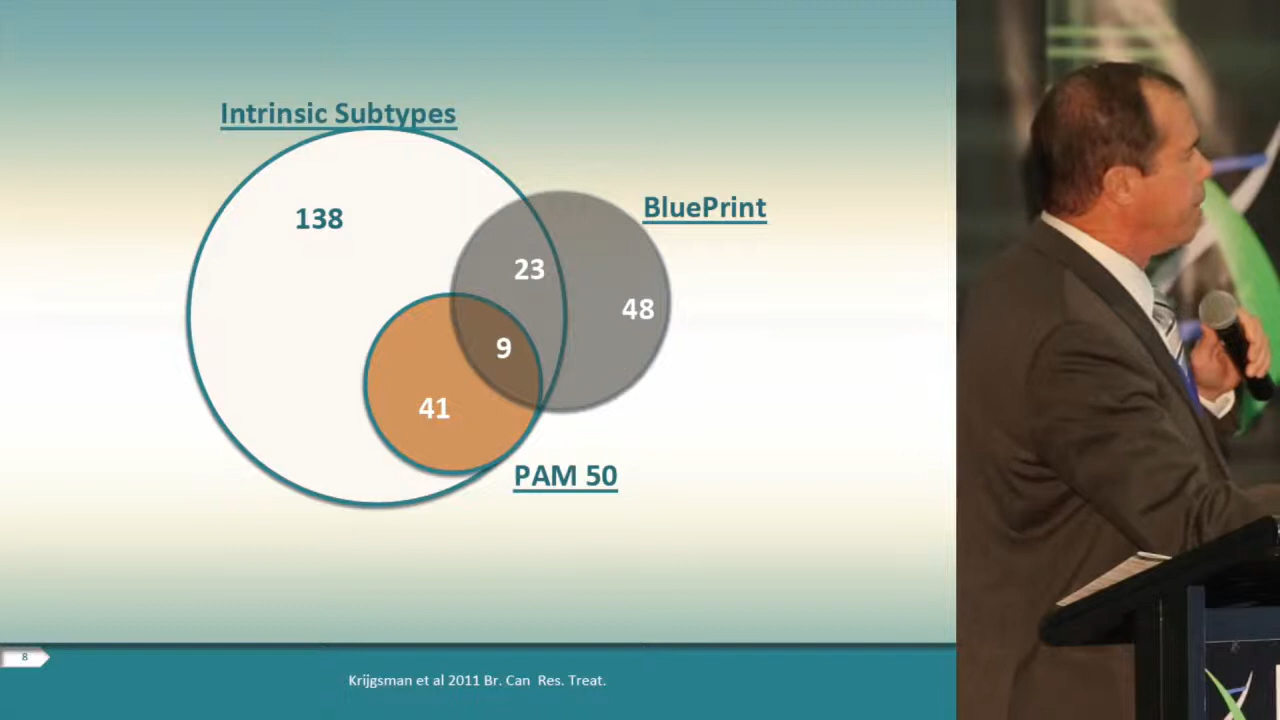 Intrinsic Subtypes
BluePrint
138
23
48
9
41
PAM 50
8
Krijgsman et al 2011 Br. Can Res. Treat.